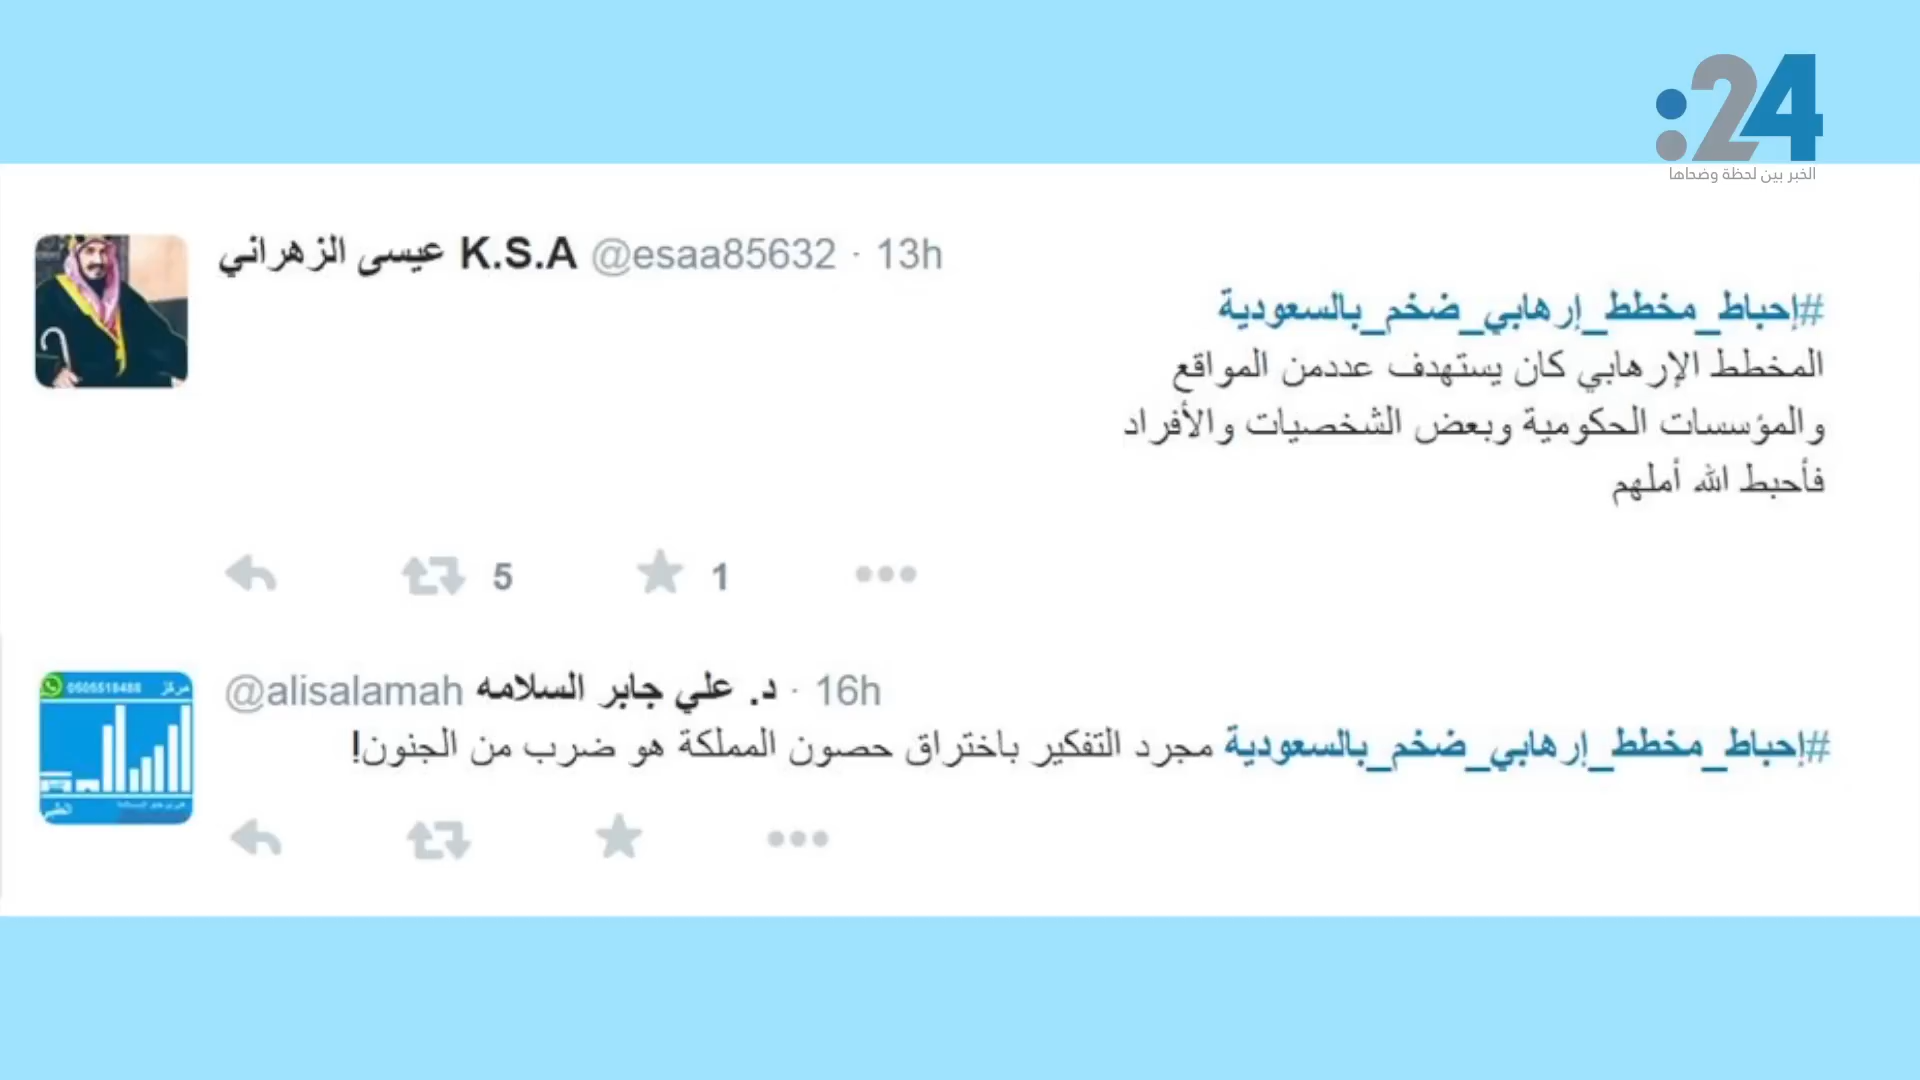 :24
الخبر بين لحظة وضحاها
عيسى الزهراني K.S.A @esaa85632 · 13h
#إحباط_مخطط_إرهابي_ضخم_بالسعودية
المخطط الإرهابي كان يستهدف عددمن المواقع
والمؤسسات الحكومية وبعض الشخصيات والأفراد
فأحبط الله أملهم
5 1
مركز
@alisalamah د. علي جابر السلامه · 16h
#إحباط_مخطط_إرهابي_ضخم_بالسعودية مجرد التفكير باختراق حصون المملكة هو ضرب من الجنون!